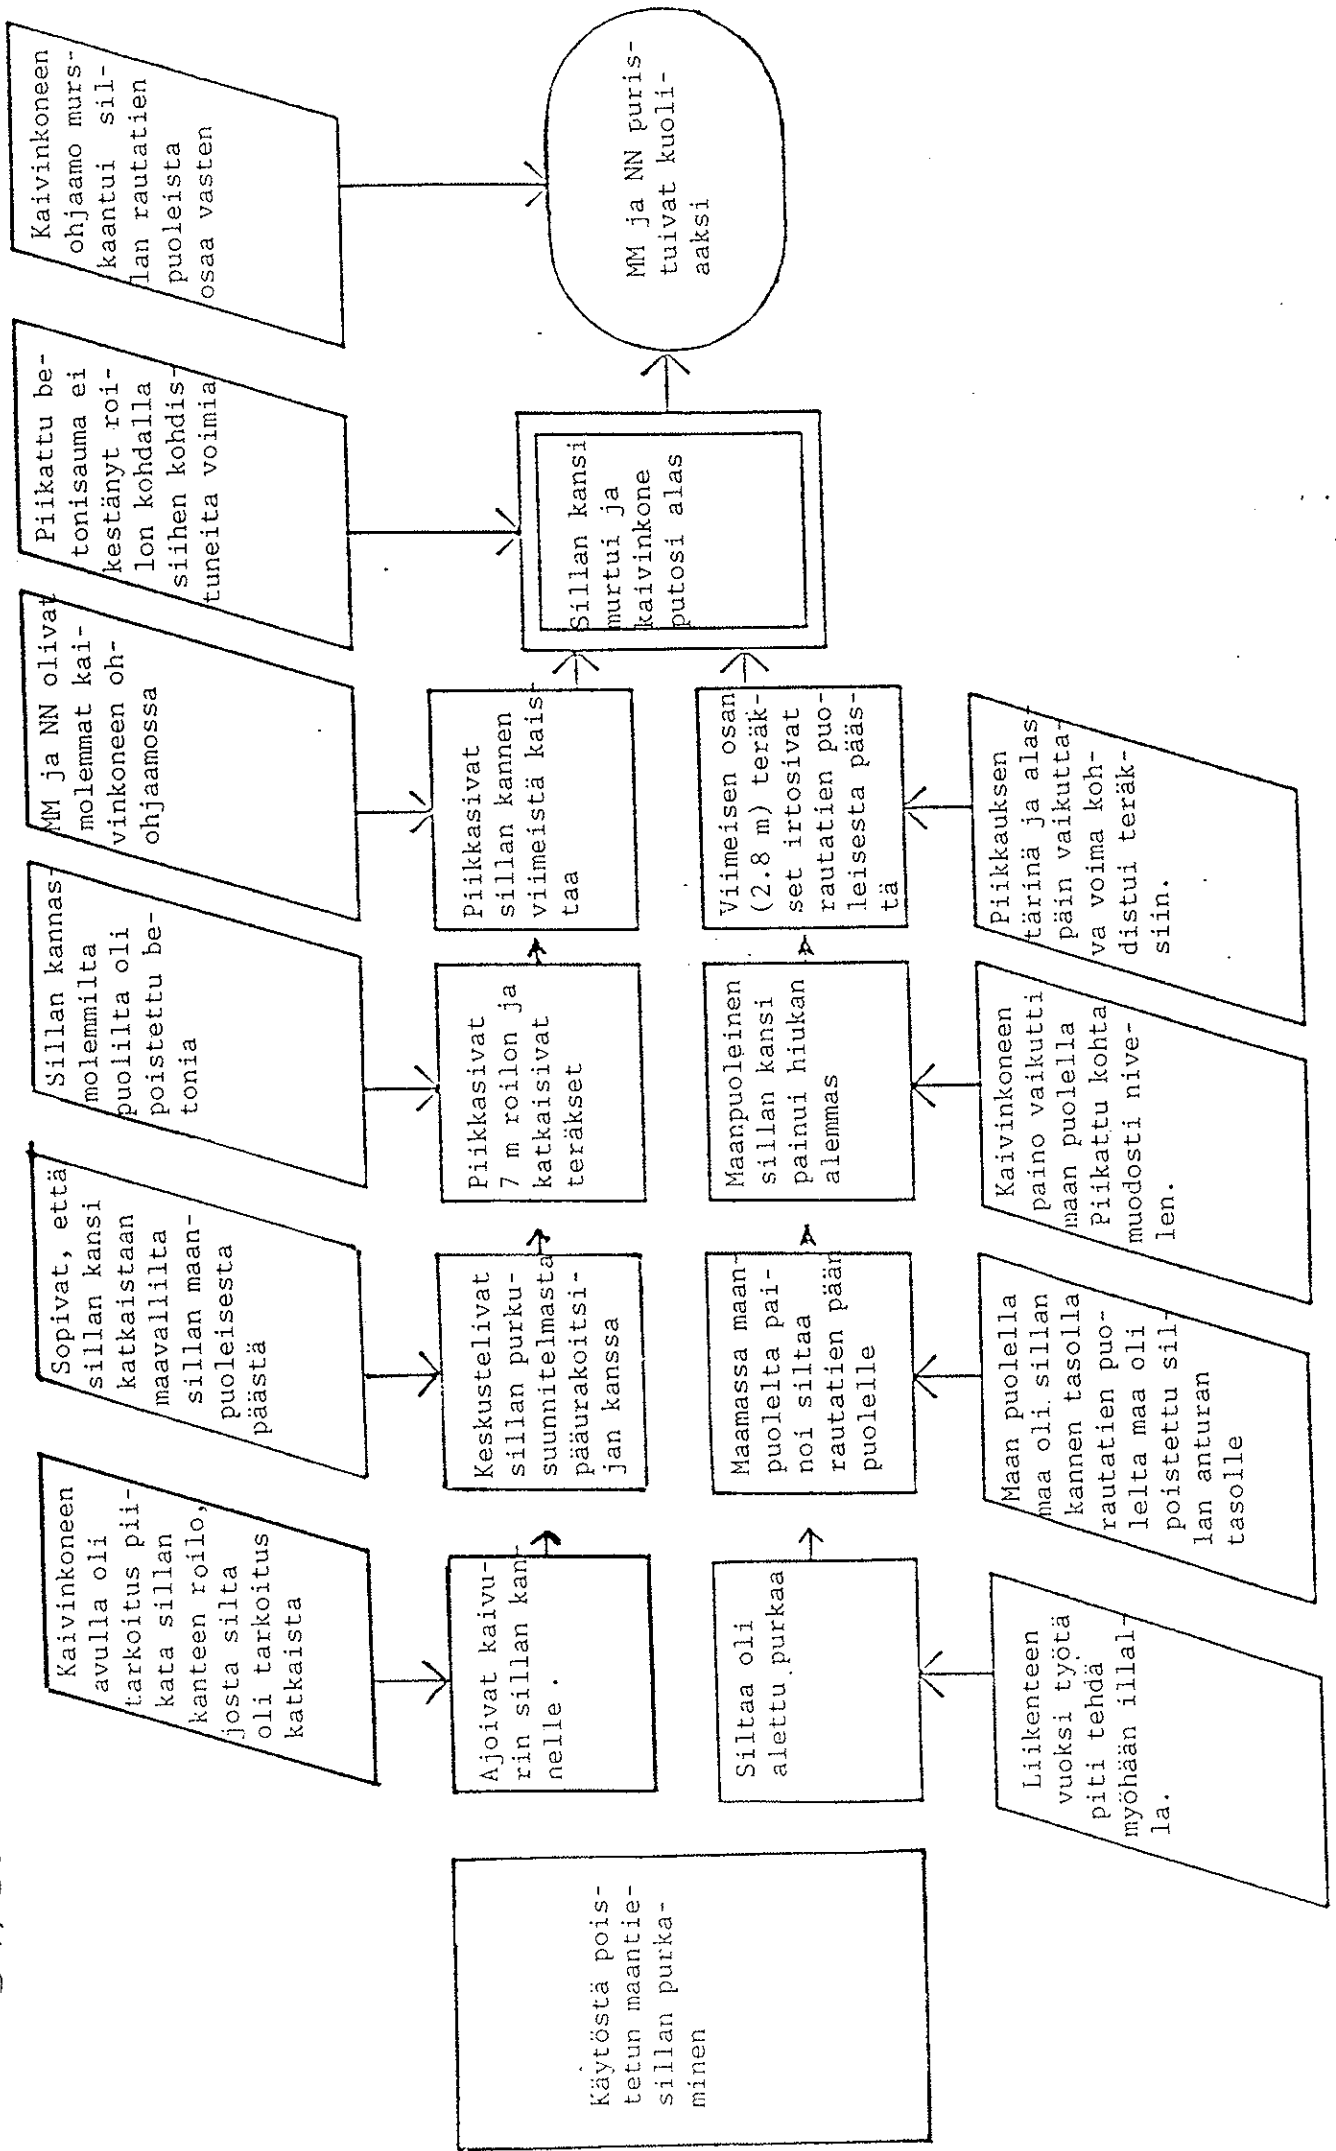 Kaivinkoneen
avulla oli
tarkoitus pii-
kata sillan
kanteen roilo,
josta silta
oli tarkoitus
katkaista
Sopivat, että
sillan kansi
katkaistaan
maavallilta
sillan maan-
puoleisesta
päästä
Sillan kannas-
molemmilta
puolilta oli
poistettu be-
tonia
MM ja NN olivat
molemmat kai-
vinkoneen oh-
ohjaamossa
Piikattu be-
tonisauma ei
kestänyt roi-
lon kohdalla
siihen kohdis-
tuneita voimia
Kaivinkoneen
ohjaamo murs-
kaantui sil-
lan rautatien
puoleista
osaa vasten
Käytöstä pois-
tetun maantie-
sillan purka-
minen
Ajoivat kaivu-
rin sillan kan-
nelle .
Keskustelivat
sillan purku-
suunnitelmasta
pääurakoitsi-
jan kanssa
Piikkasivat
7 m roilon ja
katkaisivat
teräkset
Piikkasivat
sillan kannen
viimeistä kais-
taa
Sillan kansi
murtui ja
kaivinkone
putosi alas
MM ja NN puris-
tuivat kuoli-
aaksi
Siltaa oli
alettu purkaa
Maamassa maan-
puolelta pai-
noi siltaa
rautatien pään
puolelle
Maanpuoleinen
sillan kansi
painui hiukan
alemmas
Viimeisen osan
(2.8 m) teräk-
set irtosivat
rautatien puo-
leisesta pääs-
tä
Liikenteen
vuoksi työtä
piti tehdä
myöhään illal-
la.
Maan puolella
maa oli sillan
kannen tasolla
rautatien puo-
lelta maa oli
poistettu sil-
lan anturan
tasolle
Kaivinkoneen
paino vaikutti
maan puolella
Piikattu kohta
muodosti nive-
len.
Piikkauksen
tärinä ja alas-
päin vaikutta-
va voima koh-
distui teräk-
siin.